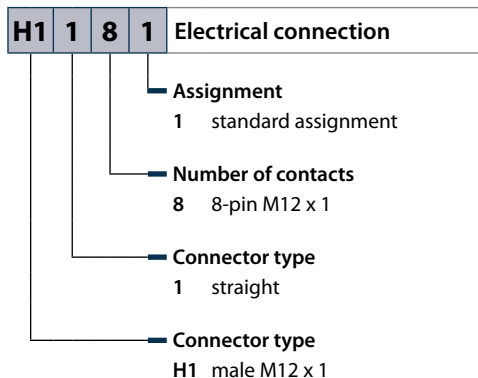 H1 1 8 1 Electrical connection
Assignment
1 standard assignment
Number of contacts
8 8-pin M12 x 1
Connector type
1 straight
Connector type
H1 male M12 x 1